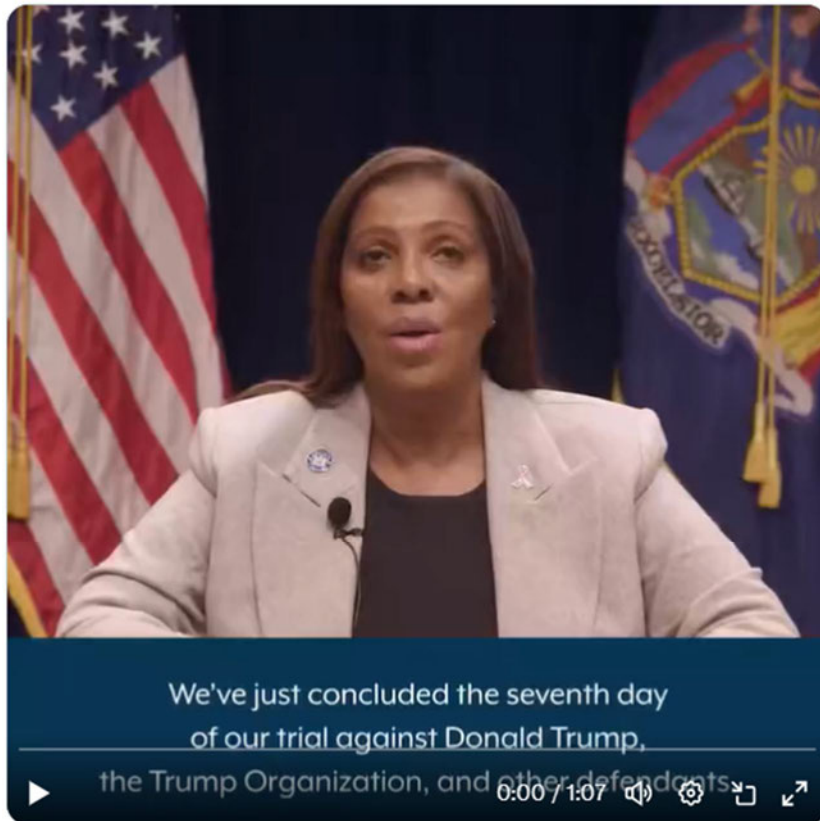 EXCELSIOR
We've just concluded the seventh day
of our trial against Donald Trump,
the Trump Organization, and other defendants.
0:00 / 1:07